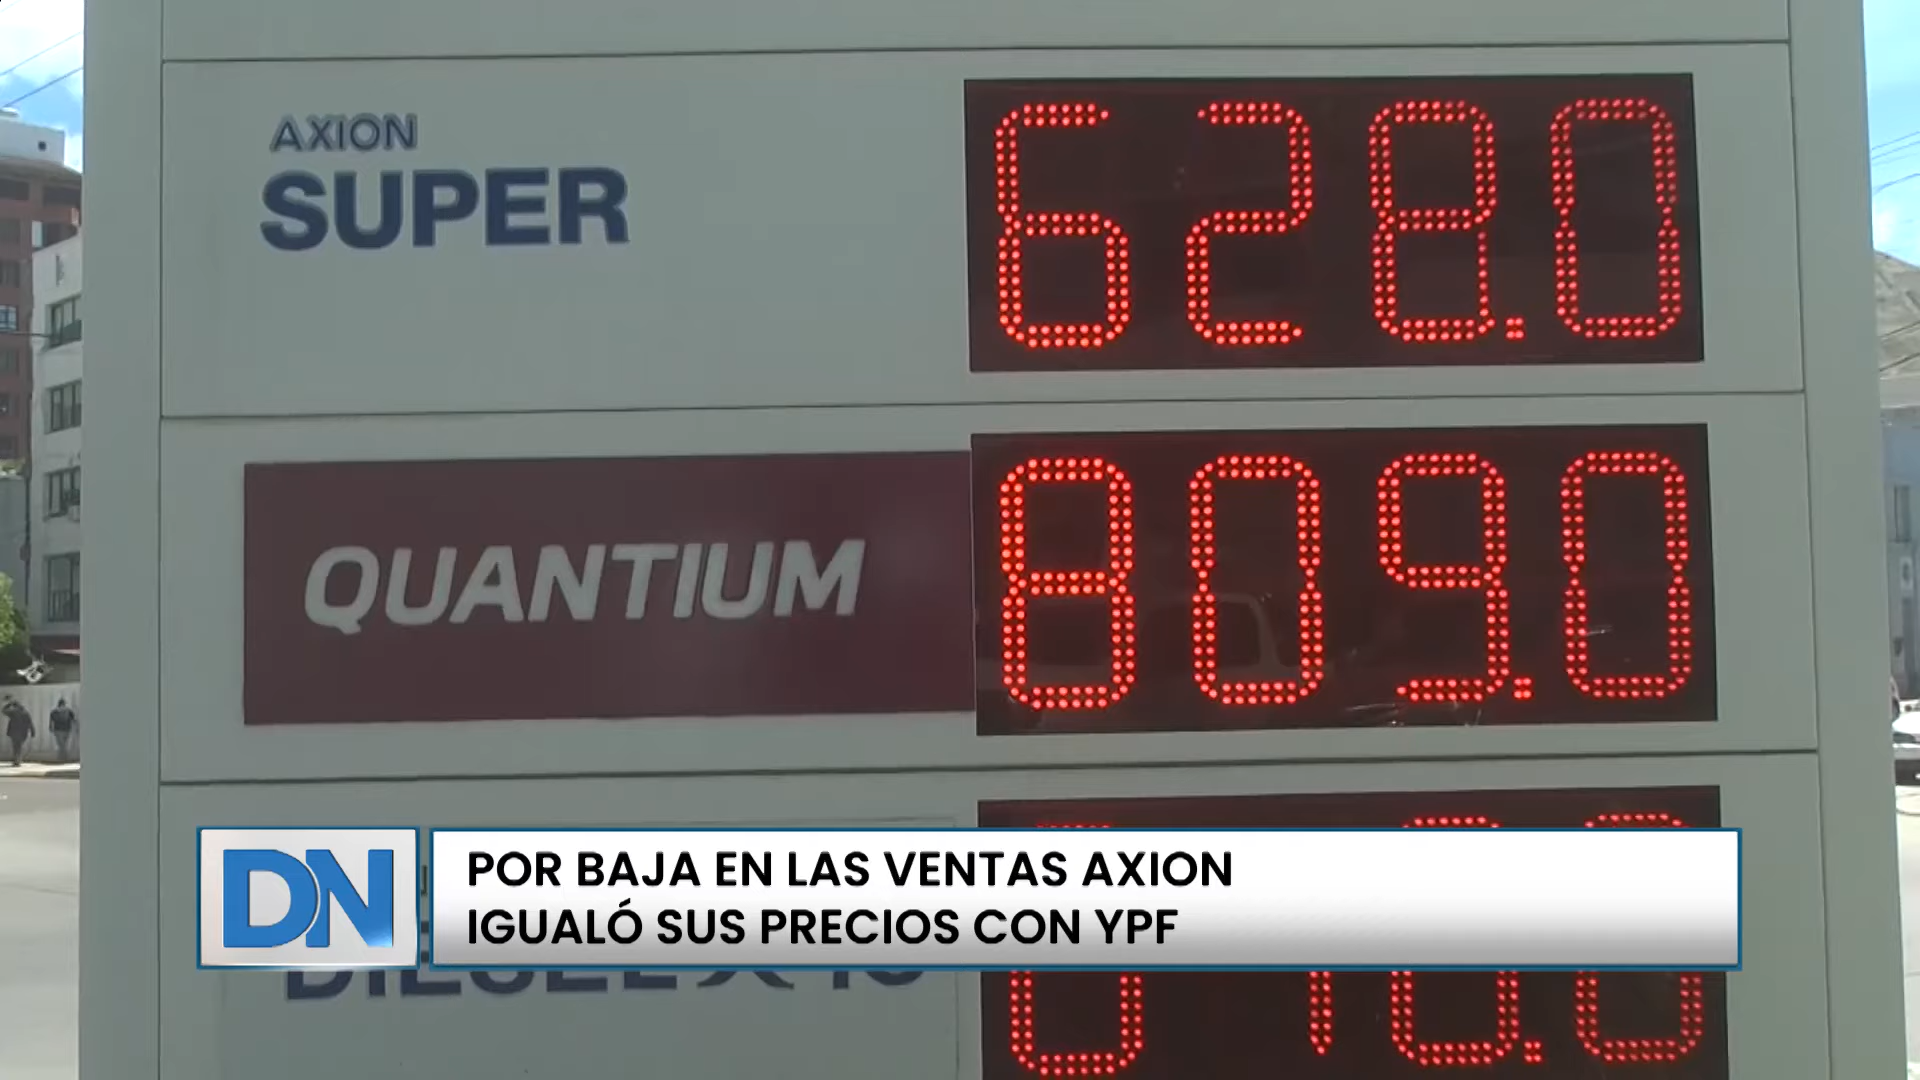 AXION
SUPER
628.0
QUANTIUM
809.0
DN
POR BAJA EN LAS VENTAS AXION
IGUALÓ SUS PRECIOS CON YPF